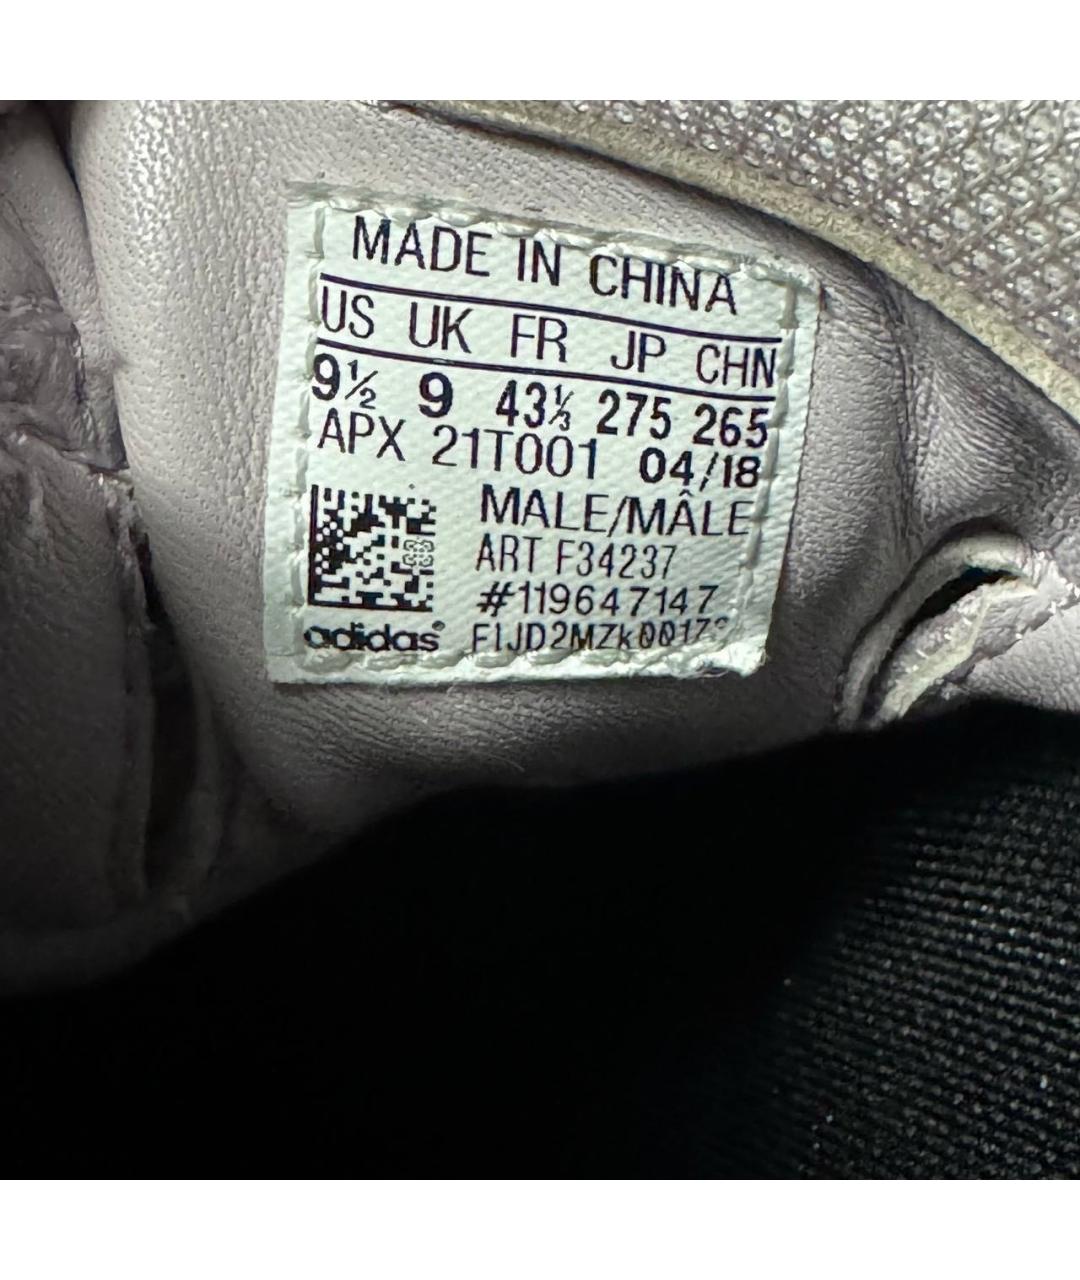 MADE IN CHINA
US UK FR JP CHN
9½ 9 43⅓ 275 265
APX 21T001 04/18
MALE/MÂLE
ART F34237
#119647147
adidas®